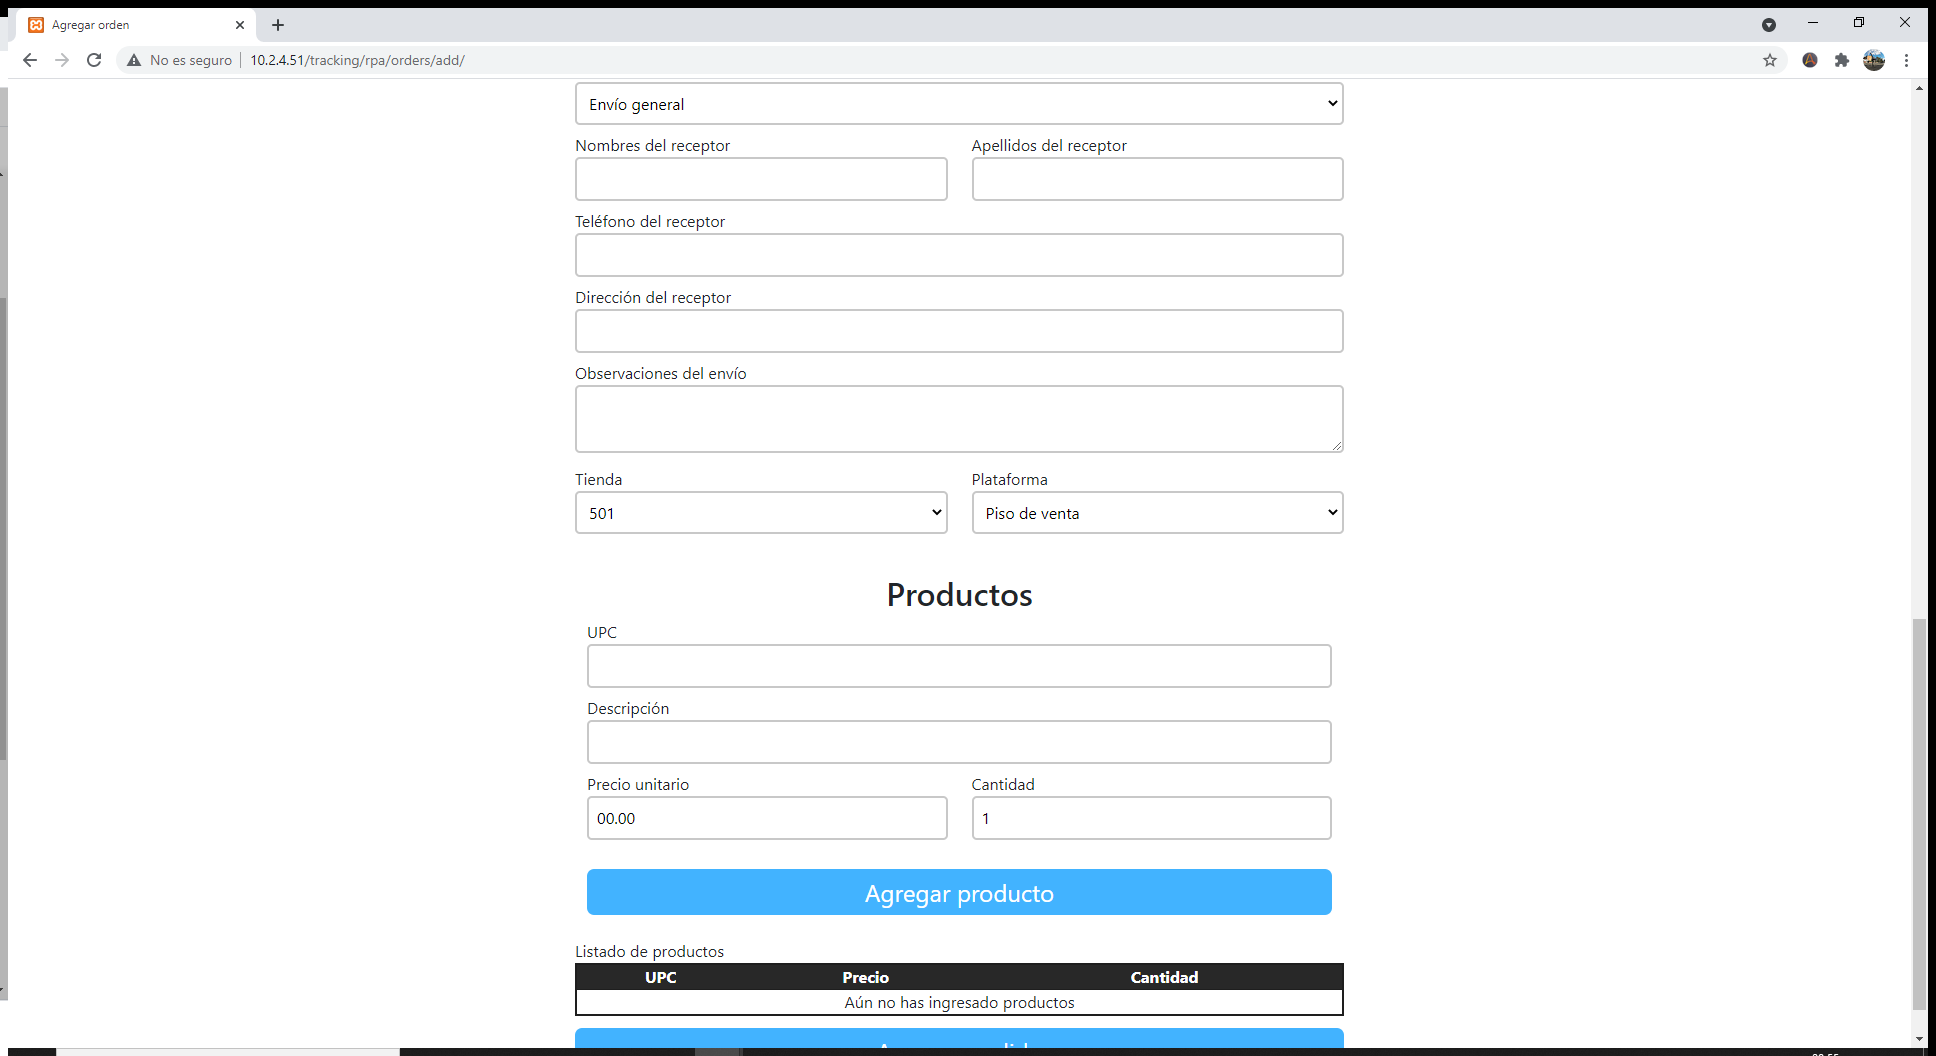 Agregar orden
No es seguro 10.2.4.51/tracking/rpa/orders/add/
Envío general
Nombres del receptor Apellidos del receptor
Teléfono del receptor
Dirección del receptor
Observaciones del envío
Tienda Plataforma
501 Piso de venta
Productos
UPC
Descripción
Precio unitario Cantidad
00.00 1
Agregar producto
Listado de productos
UPC Precio Cantidad
Aún no has ingresado productos